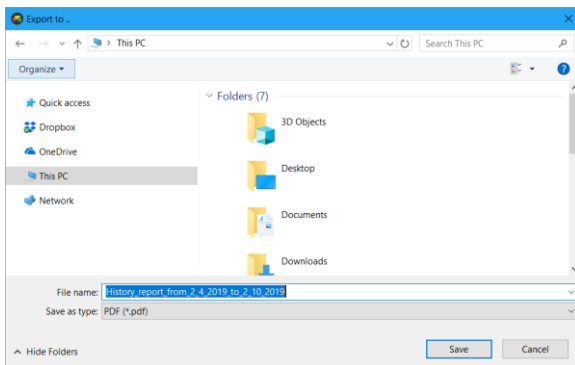 Export to ..
This PC
Search This PC
Organize
Quick access
Dropbox
OneDrive
This PC
Network
Folders (7)
3D Objects
Desktop
Documents
Downloads
File name: History_report_from_2_4_2019_to_2_10_2019
Save as type: PDF (*.pdf)
Hide Folders
Save
Cancel